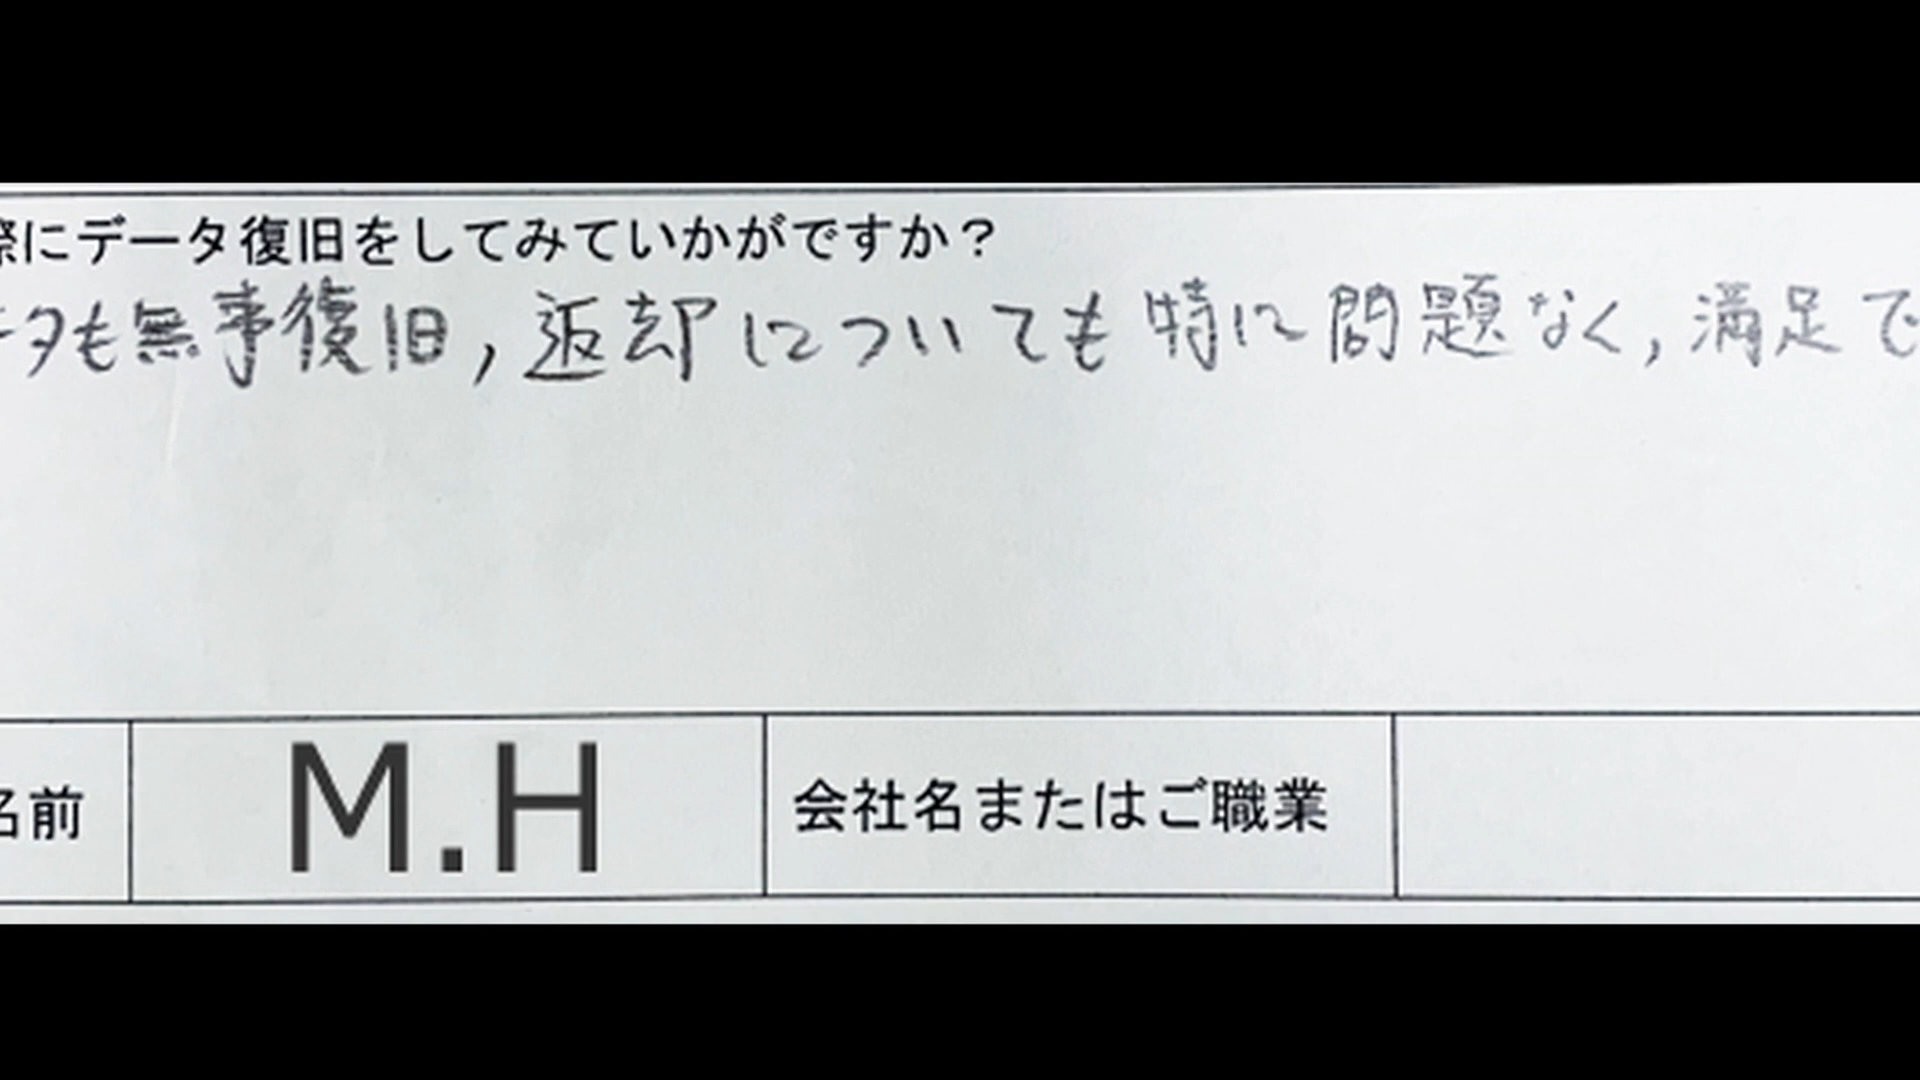 際にデータ復旧をしてみていかがですか？
ータも無事復旧，返却についても特に問題なく，満足で
名前
M.H
会社名またはご職業